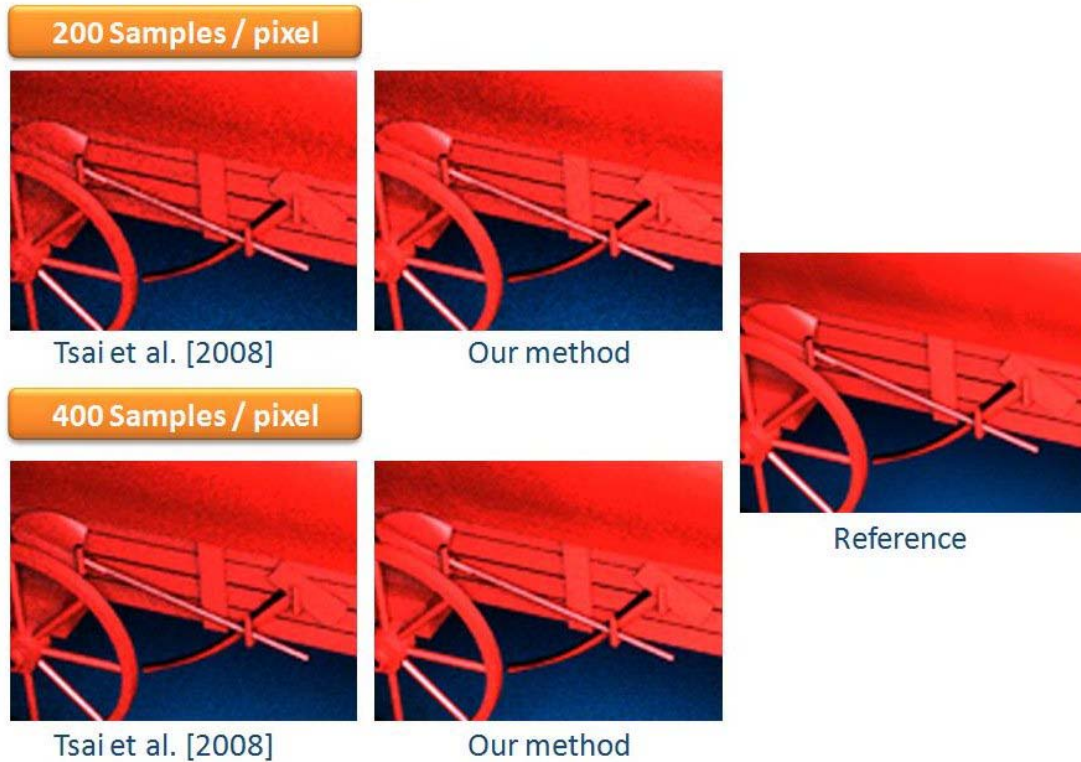 200 Samples / pixel
Tsai et al. [2008]
Our method
400 Samples / pixel
Reference
Tsai et al. [2008]
Our method